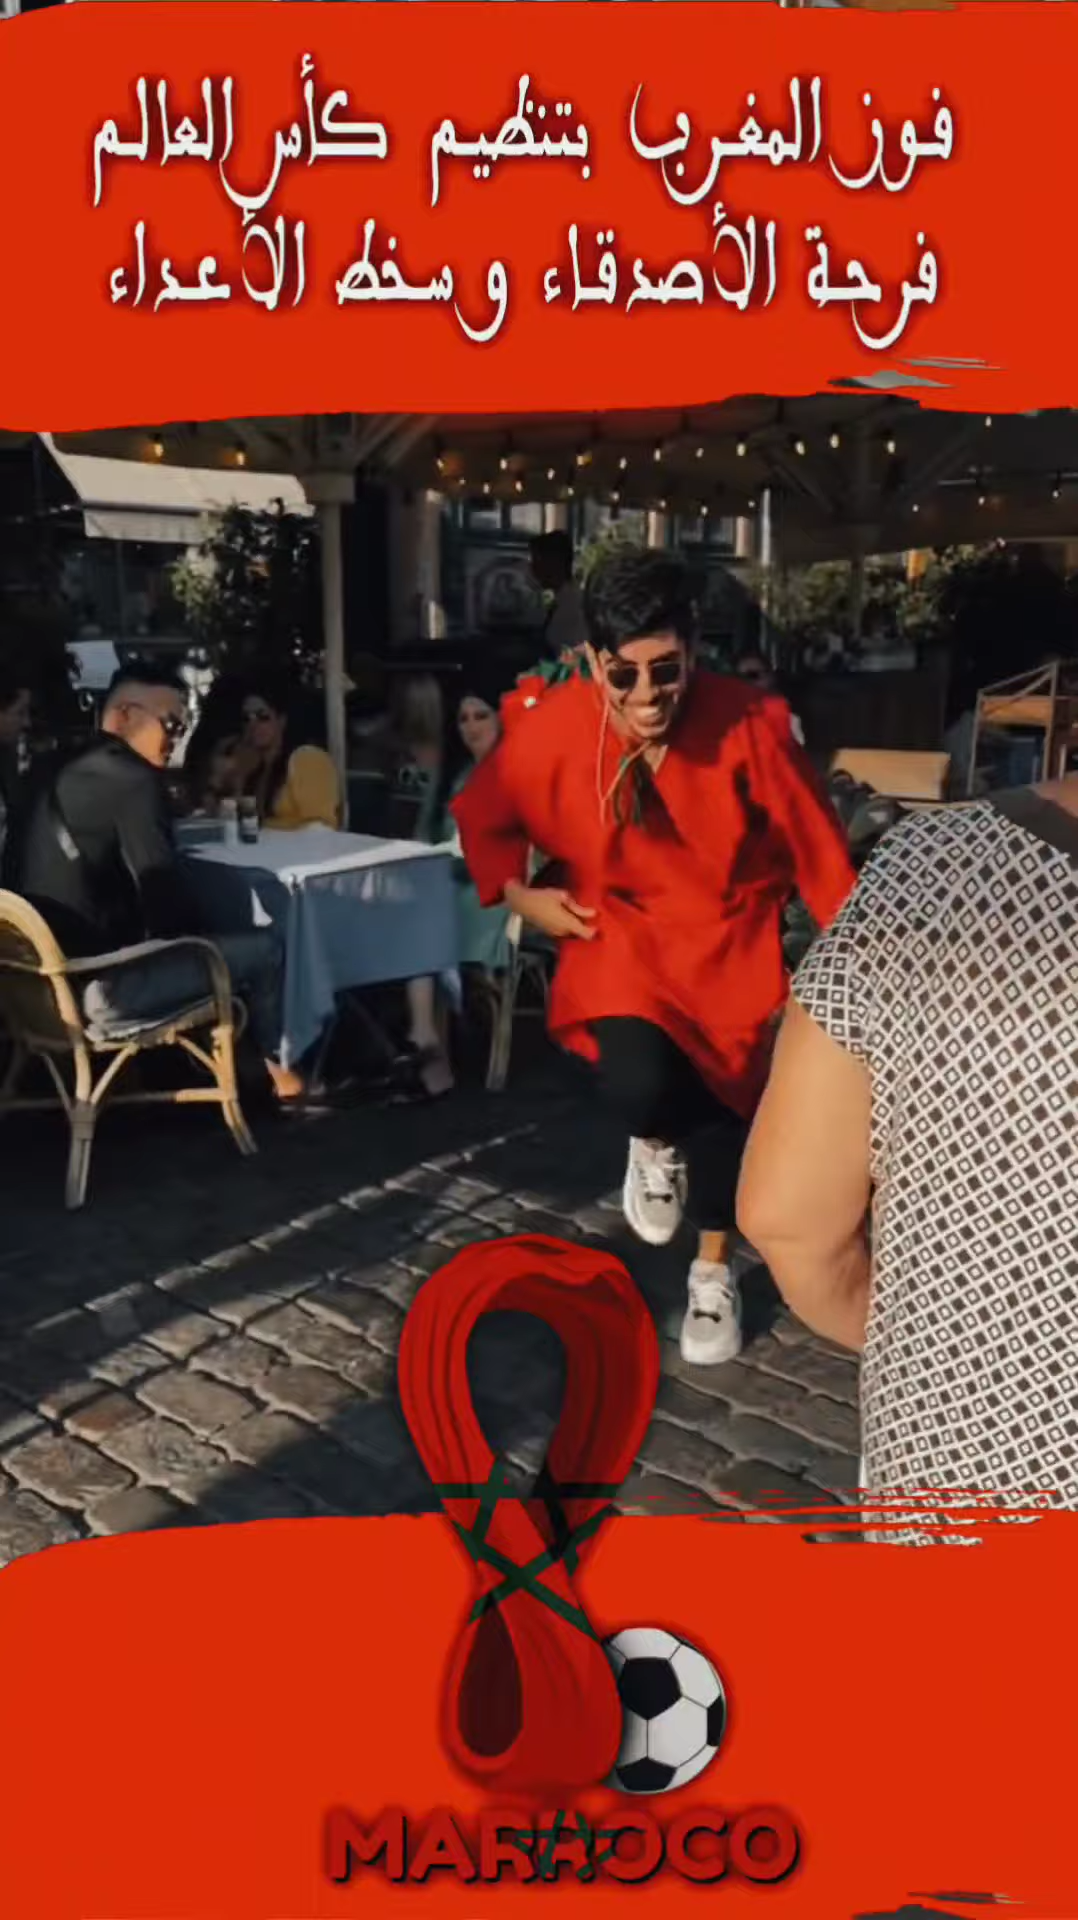 فوز المغرب بتنظيم كأس العالم
فرحة الأصدقاء و سخط الأعداء
MARROCO